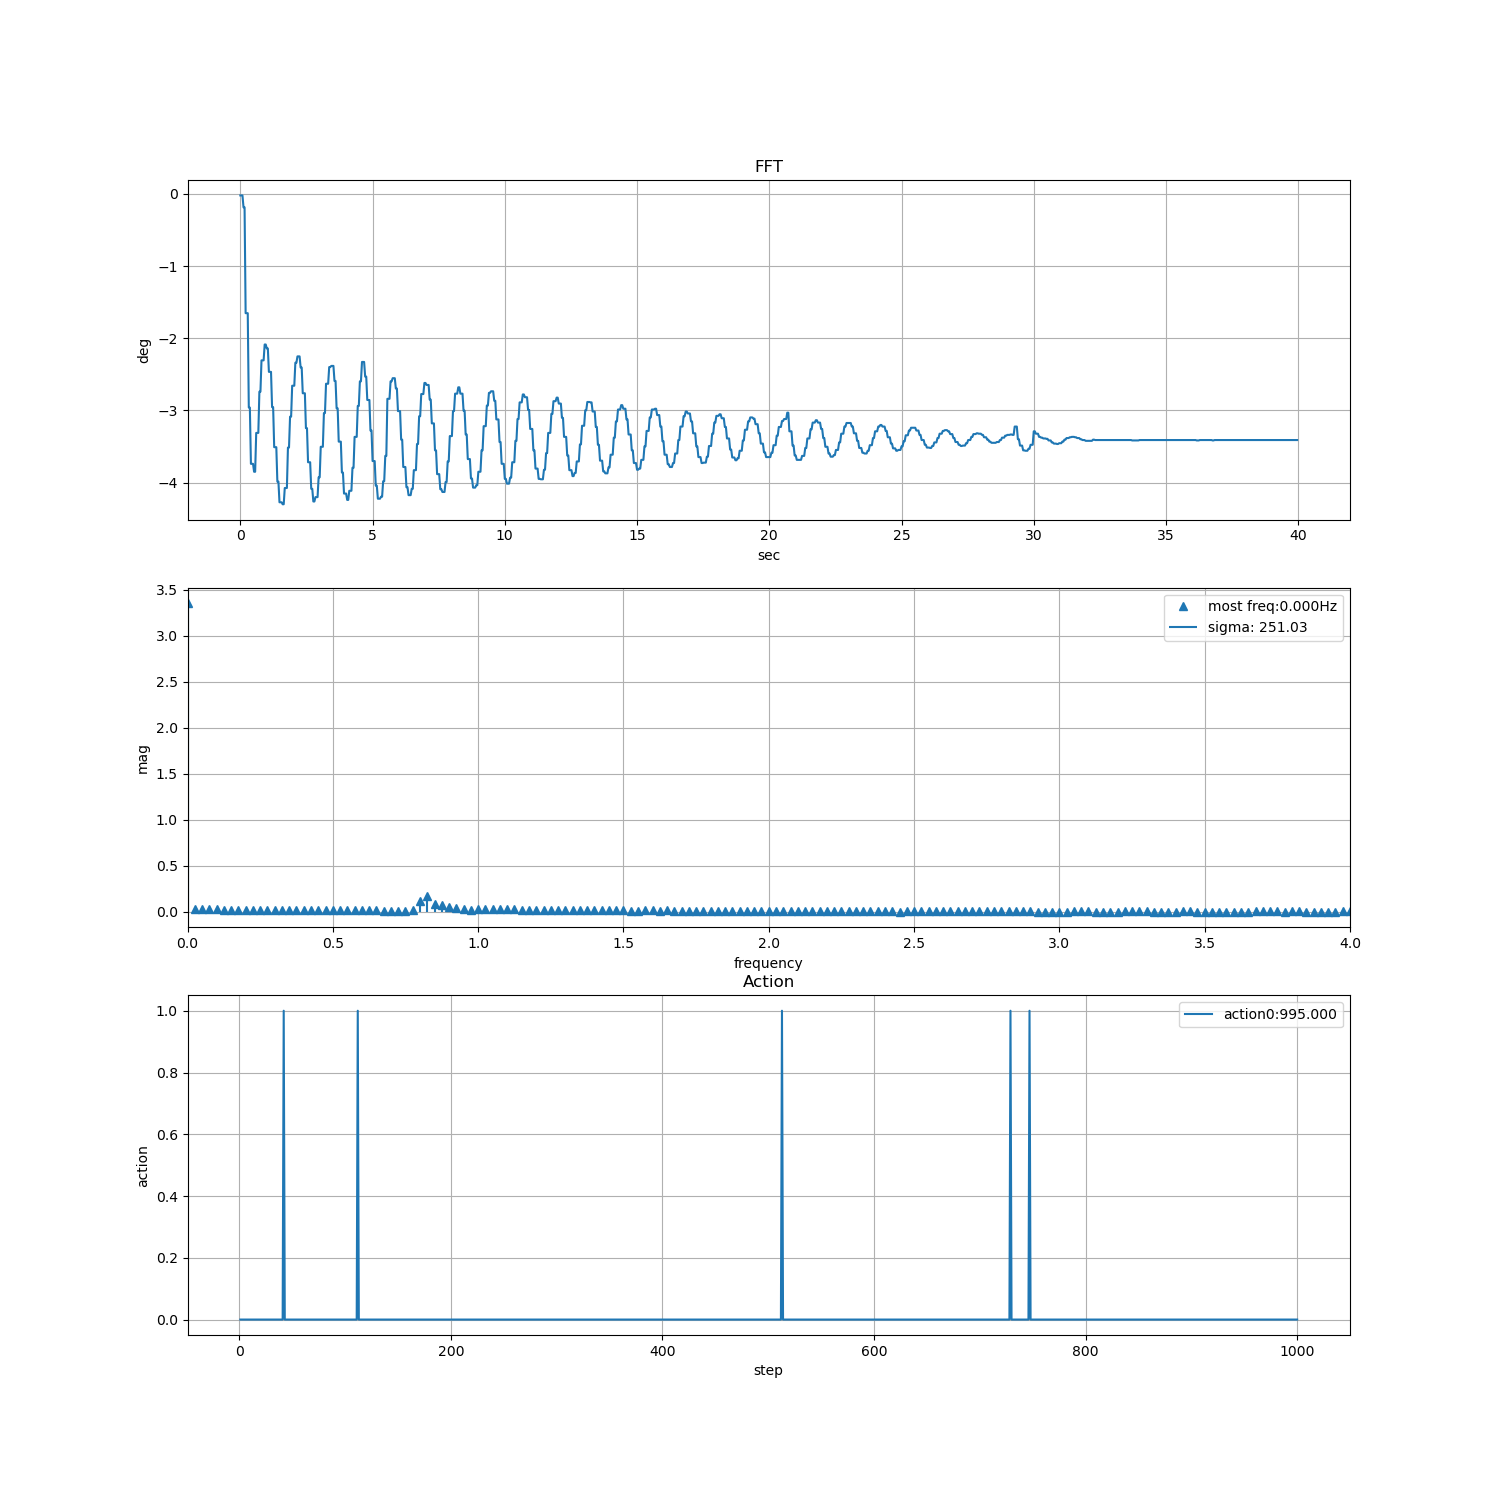 FFT
0
−1
−2
−3
−4
deg
0 5 10 15 20 25 30 35 40
sec
3.5
3.0
2.5
2.0
1.5
1.0
0.5
0.0
mag
most freq:0.000Hz
sigma: 251.03
0.0 0.5 1.0 1.5 2.0 2.5 3.0 3.5 4.0
frequency
Action
1.0
0.8
0.6
0.4
0.2
0.0
action
action0:995.000
0 200 400 600 800 1000
step